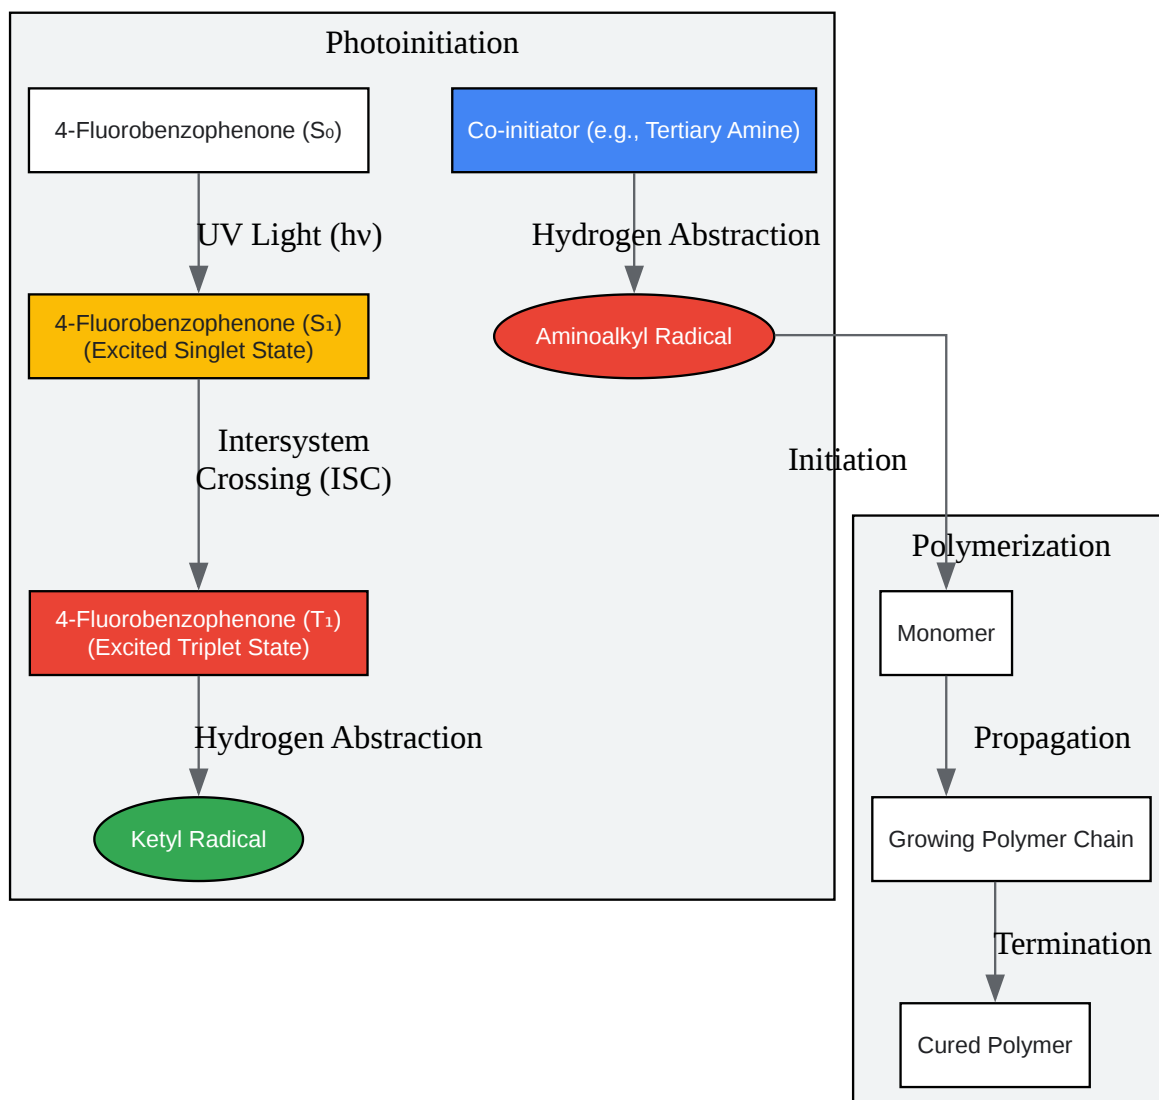 Photoinitiation
4-Fluorobenzophenone (S₀)
Co-initiator (e.g., Tertiary Amine)
UV Light (hν)
Hydrogen Abstraction
4-Fluorobenzophenone (S₁)
(Excited Singlet State)
Aminoalkyl Radical
Intersystem
Crossing (ISC)
Initiation
Polymerization
4-Fluorobenzophenone (T₁)
(Excited Triplet State)
Monomer
Hydrogen Abstraction
Propagation
Ketyl Radical
Growing Polymer Chain
Termination
Cured Polymer